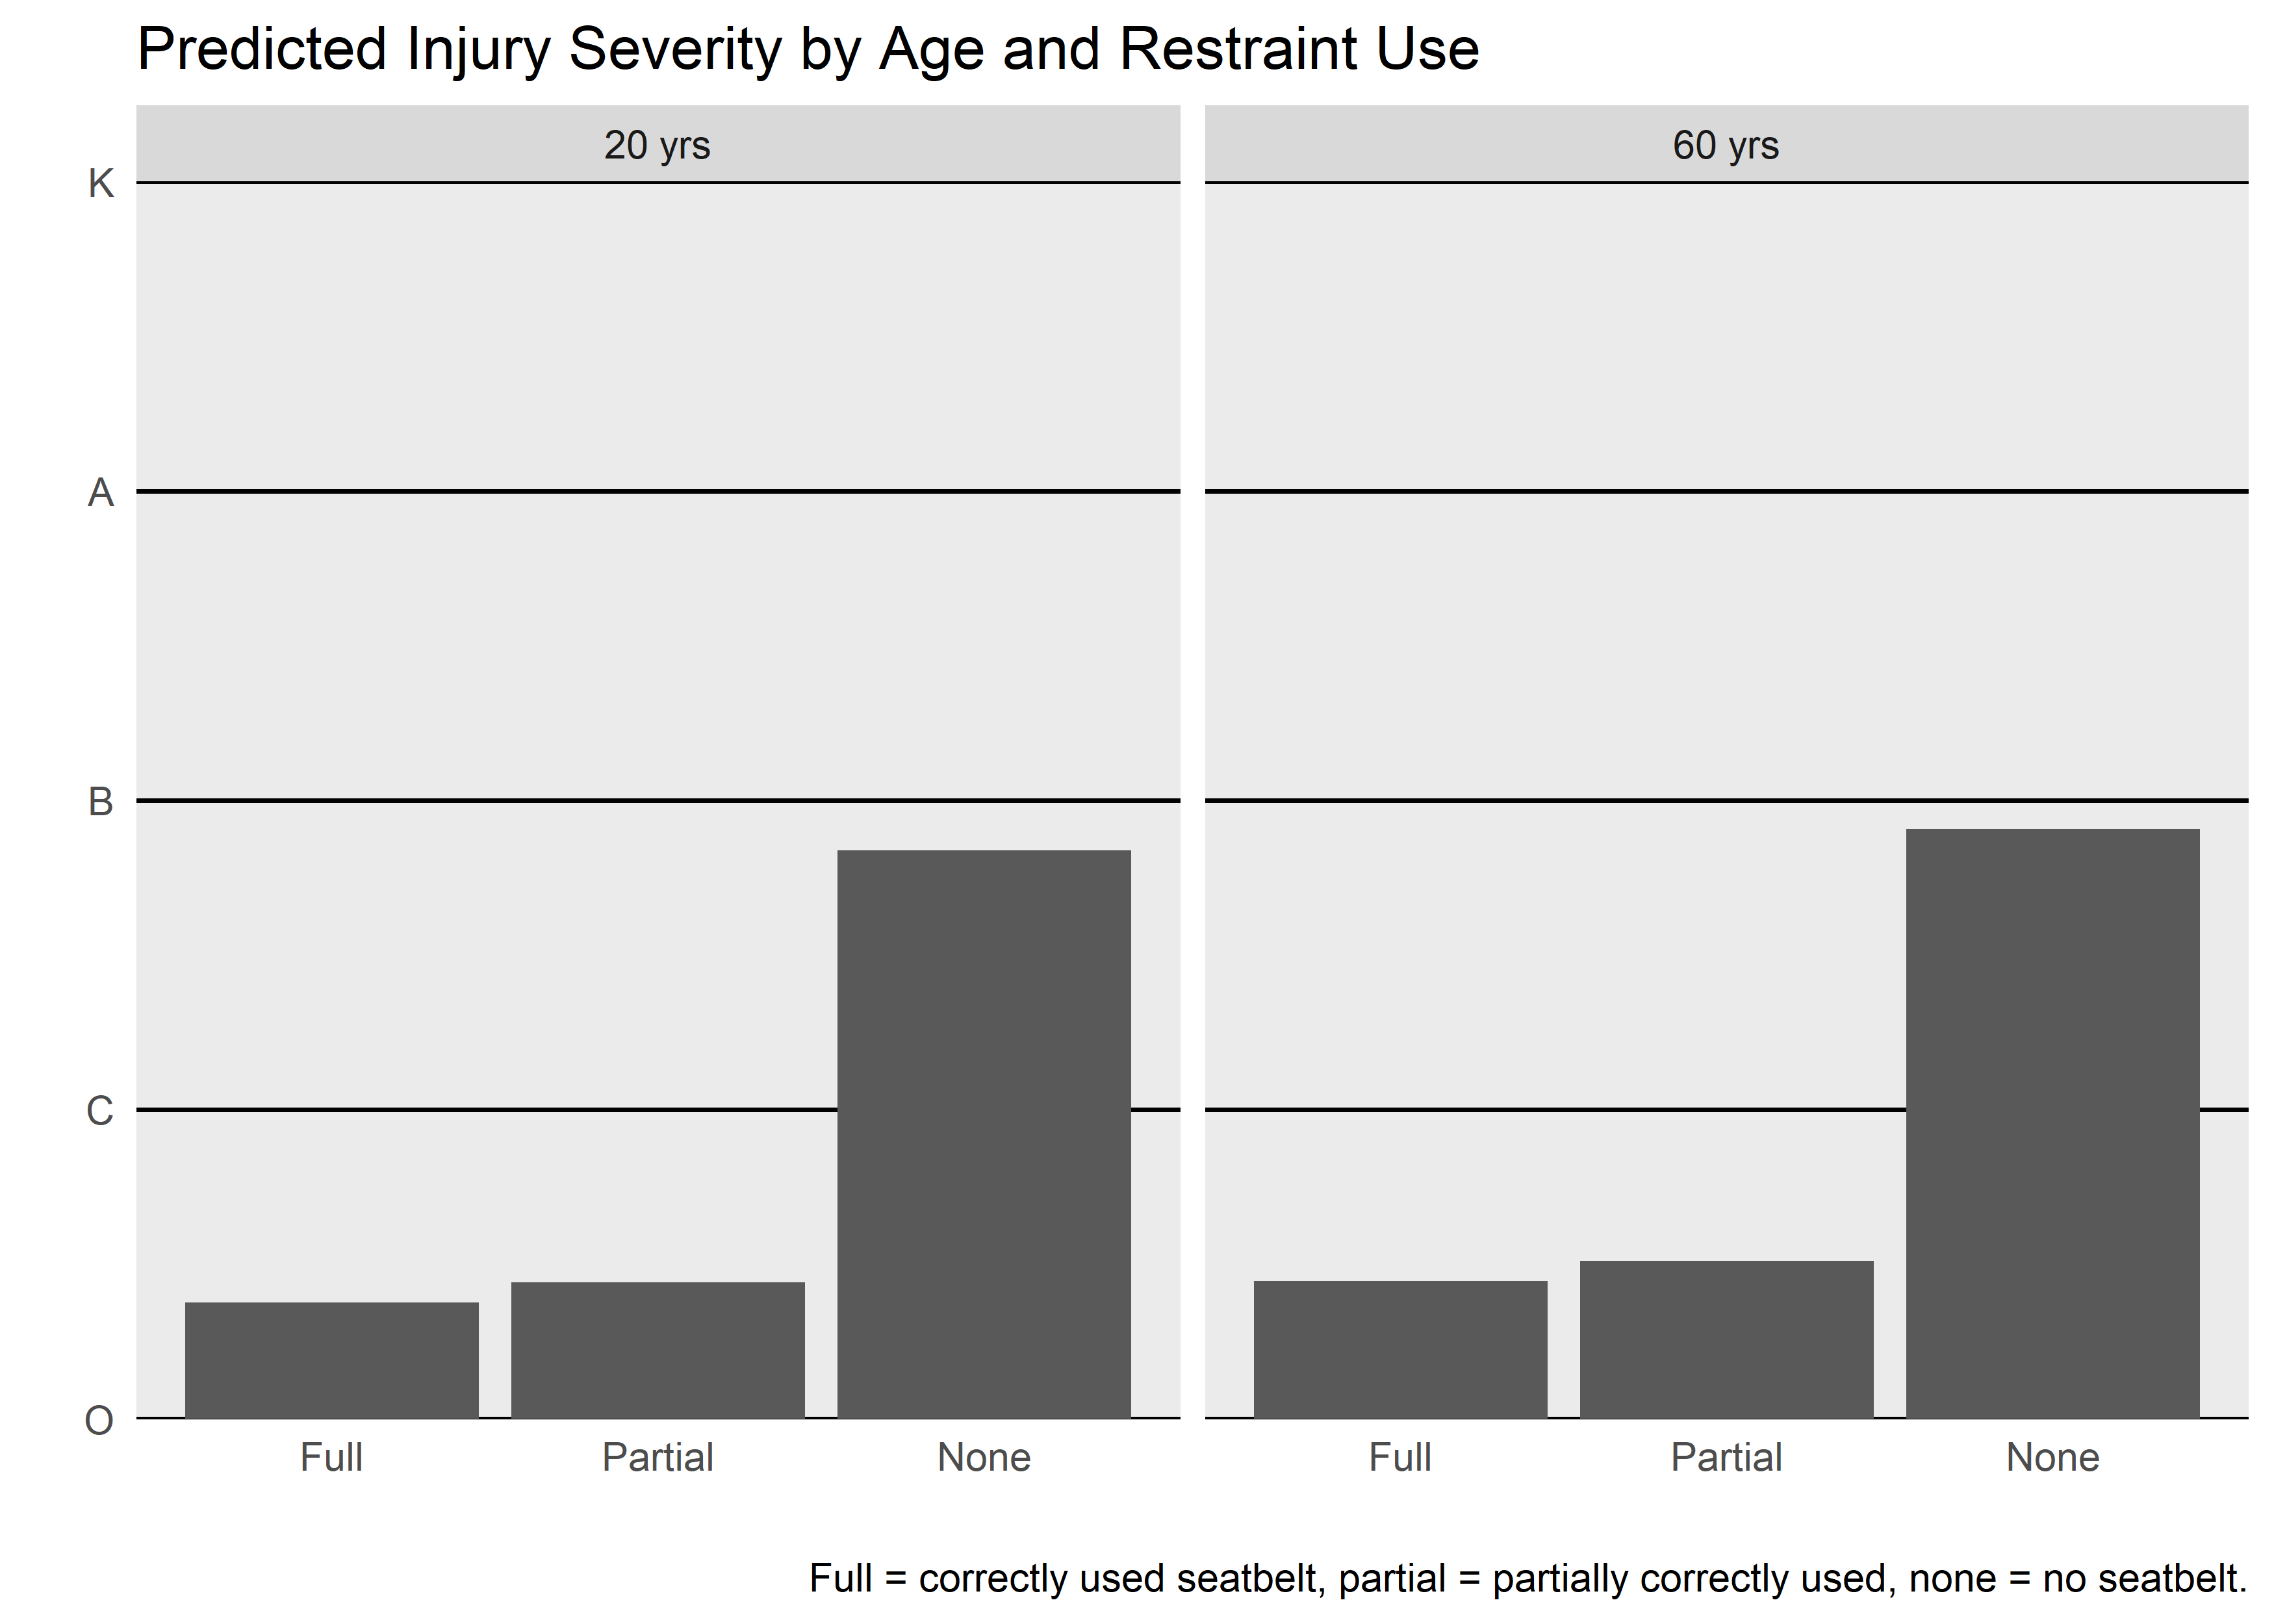 Predicted Injury Severity by Age and Restraint Use
20 yrs
60 yrs
K
A
B
C
O
Full Partial None
Full Partial None
Full = correctly used seatbelt, partial = partially correctly used, none = no seatbelt.